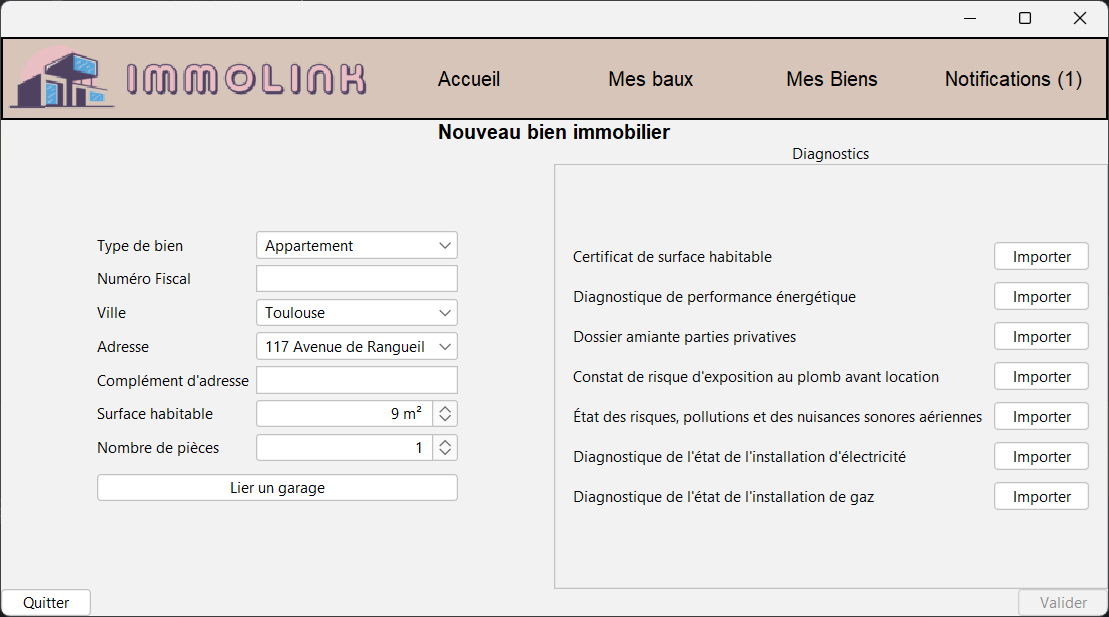 IMMOLINK
Accueil
Mes baux
Mes Biens
Notifications (1)
Nouveau bien immobilier
Type de bien
Appartement
Numéro Fiscal
Ville
Toulouse
Adresse
117 Avenue de Rangueil
Complément d'adresse
Surface habitable
9 m²
Nombre de pièces
1
Lier un garage
Diagnostics
Certificat de surface habitable
Importer
Diagnostique de performance énergétique
Importer
Dossier amiante parties privatives
Importer
Constat de risque d'exposition au plomb avant location
Importer
État des risques, pollutions et des nuisances sonores aériennes
Importer
Diagnostique de l'état de l'installation d'électricité
Importer
Diagnostique de l'état de l'installation de gaz
Importer
Quitter
Valider